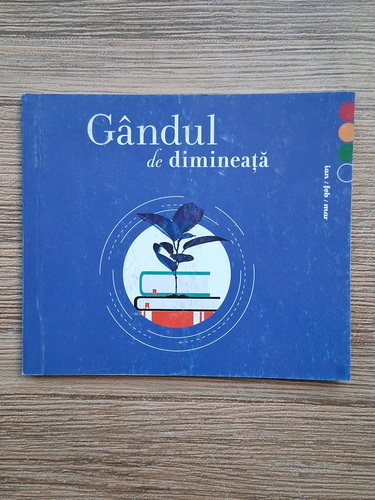 Gândul
de dimineață
ian / feb / mar